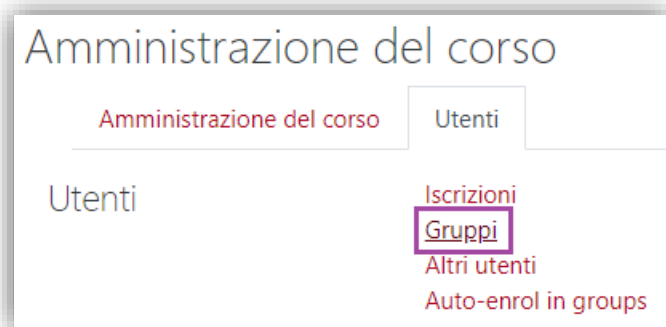 Amministrazione del corso
Amministrazione del corso Utenti
Utenti Iscrizioni
Gruppi
Altri utenti
Auto-enrol in groups